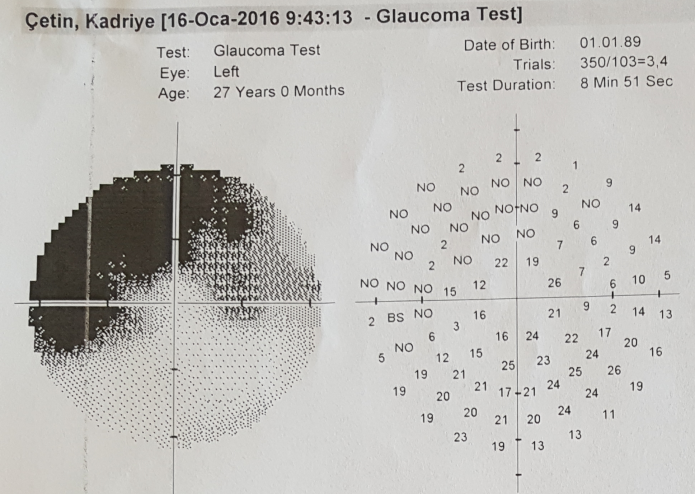 Çetin, Kadriye [16-Oca-2016 9:43:13 - Glaucoma Test]
Test: Glaucoma Test
Eye: Left
Age: 27 Years 0 Months
Date of Birth: 01.01.89
Trials: 350/103=3,4
Test Duration: 8 Min 51 Sec
2 2
2 1
NO NO NO NO 2 9
NO NO NO NO NO 9 NO 14
NO NO NO NO 6 9
NO 2 7 6 14
NO 2 NO 22 19 2 9
NO NO NO 15 12 26 7 6 10 5
2 BS NO 16 21 9 2 14 13
6 3 16 24 22 17
5 NO 12 15 24 20 16
19 21 25 23 25 26
19 20 21 17 21 24 24 19
19 20 21 20 24 11
23 19 13 13